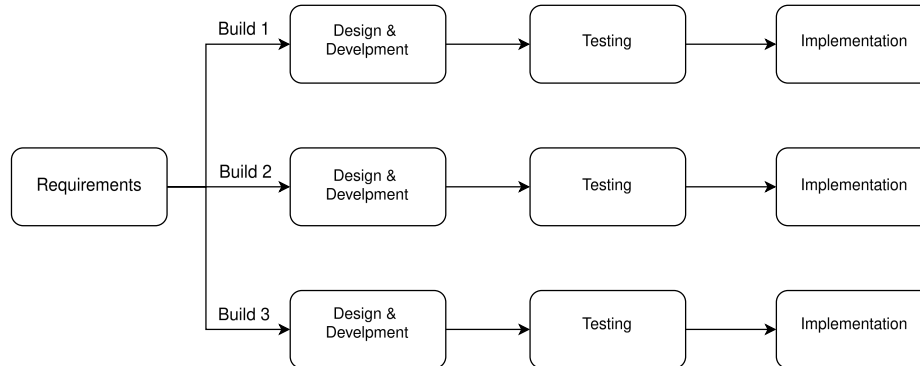 Build 1
Design &
Develpment
Testing
Implementation
Requirements
Build 2
Design &
Develpment
Testing
Implementation
Build 3
Design &
Develpment
Testing
Implementation